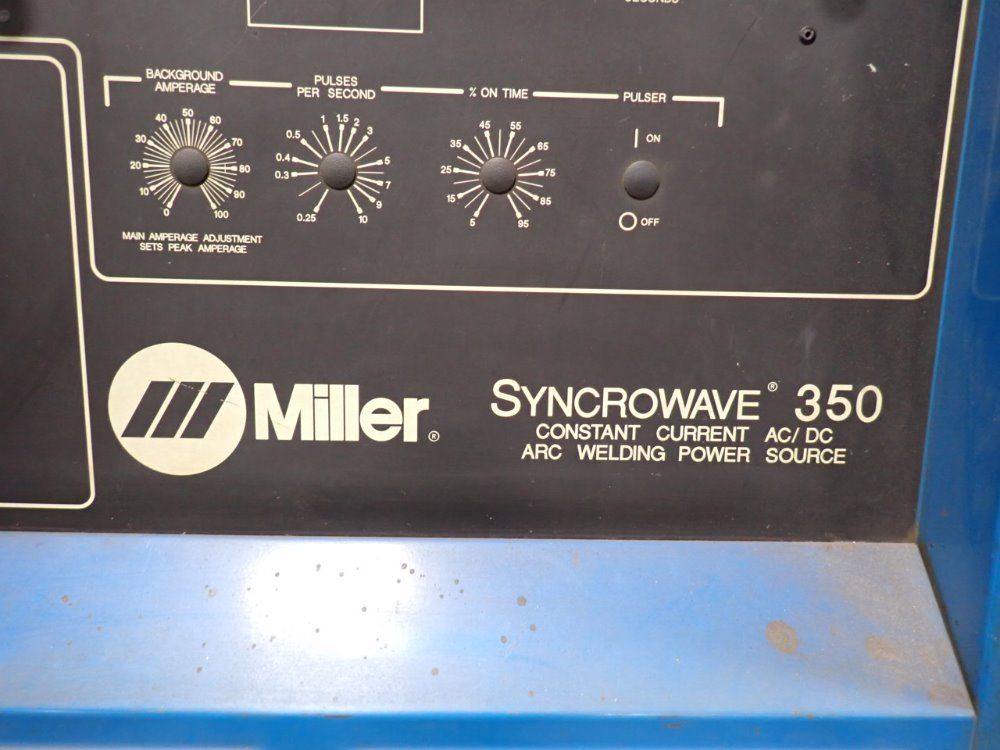 SECONDS
BACKGROUND
AMPERAGE
PULSES
PER SECOND
% ON TIME
PULSER
0 10 20 30 40 50 60 70 80 90 100
0.25 0.3 0.4 0.5 1 1.5 2 3 5 7 9 10
5 15 25 35 45 55 65 75 85 95
ON
OFF
MAIN AMPERAGE ADJUSTMENT
SETS PEAK AMPERAGE
Miller®
SYNCROWAVE® 350
CONSTANT CURRENT AC/DC
ARC WELDING POWER SOURCE